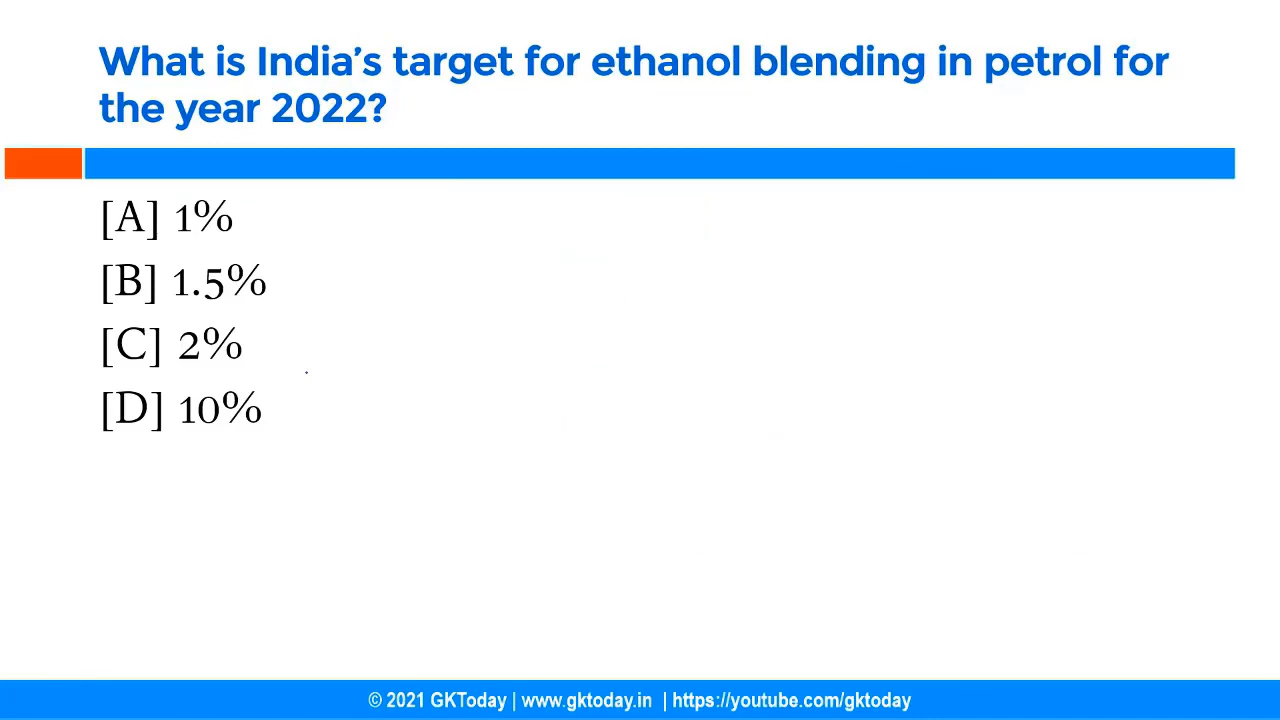 What is India’s target for ethanol blending in petrol for
the year 2022?
[A] 1%
[B] 1.5%
[C] 2%
[D] 10%
© 2021 GKToday | www.gktoday.in | https://youtube.com/gktoday